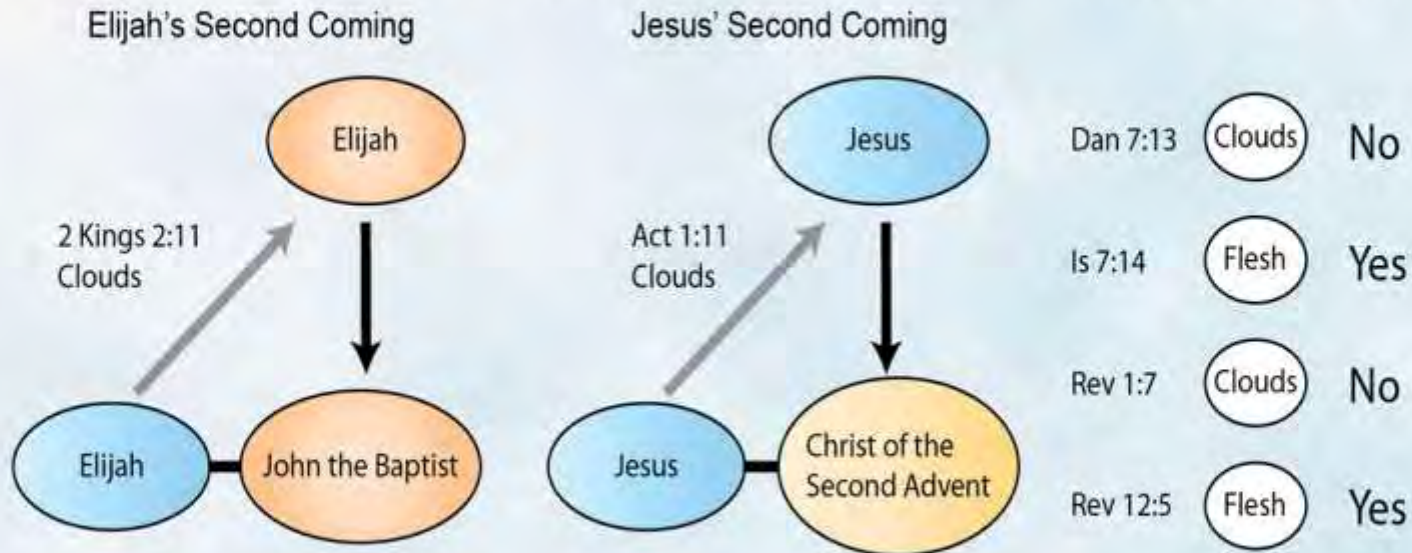 Elijah's Second Coming
Elijah
2 Kings 2:11
Clouds
Elijah
John the Baptist
Jesus' Second Coming
Jesus
Act 1:11
Clouds
Jesus
Christ of the
Second Advent
Dan 7:13 Clouds No
Is 7:14 Flesh Yes
Rev 1:7 Clouds No
Rev 12:5 Flesh Yes